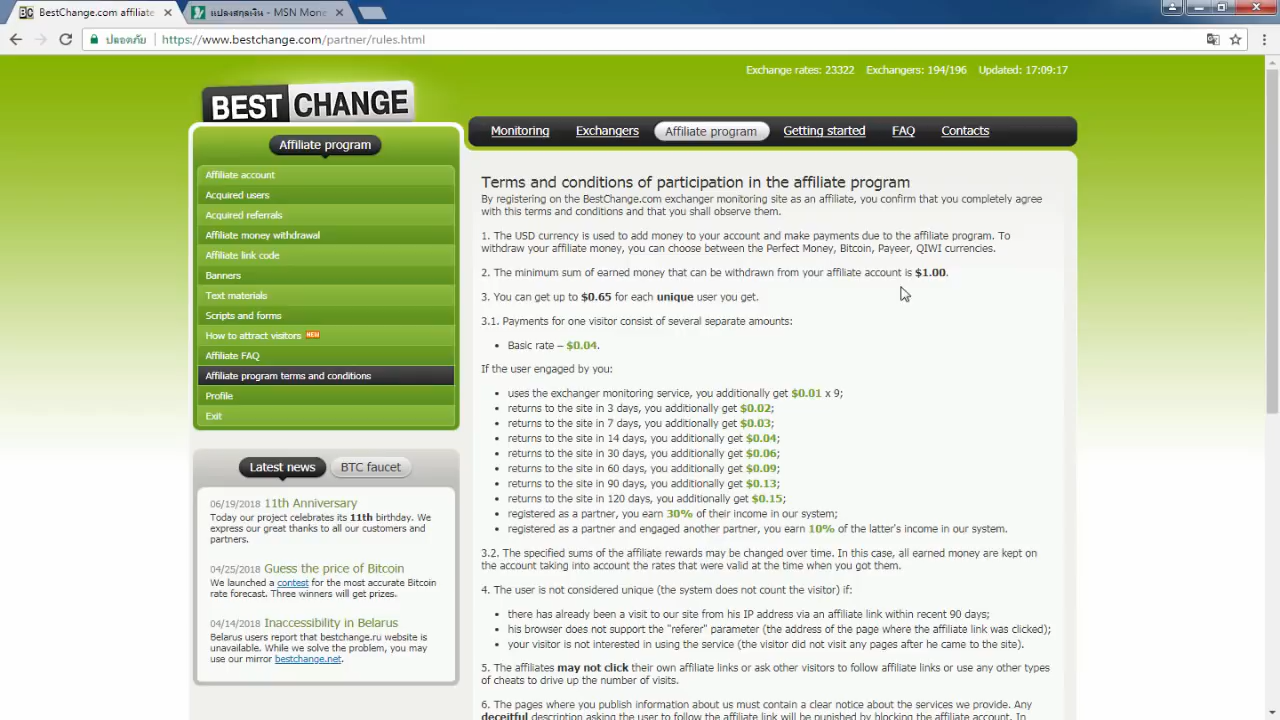 BestChange.com affiliate
แปลงสกุลเงิน - MSN Mone
ปลอดภัย
https://www.bestchange.com/partner/rules.html
Exchange rates: 23322 Exchangers: 194/196 Updated: 17:09:17
BESTCHANGE
Monitoring Exchangers Affiliate program Getting started FAQ Contacts
Affiliate program
Affiliate account
Acquired users
Acquired referrals
Affiliate money withdrawal
Affiliate link code
Banners
Text materials
Scripts and forms
How to attract visitors NEW
Affiliate FAQ
Affiliate program terms and conditions
Profile
Exit
Latest news BTC faucet
06/19/2018 11th Anniversary
Today our project celebrates its 11th birthday. We
express our great thanks to all our customers and
partners.
04/25/2018 Guess the price of Bitcoin
We launched a contest for the most accurate Bitcoin
rate forecast. Three winners will get prizes.
04/14/2018 Inaccessibility in Belarus
Belarus users report that bestchange.ru website is
unavailable. While we solve the problem, you may
use our mirror bestchange.net.
Terms and conditions of participation in the affiliate program
By registering on the BestChange.com exchanger monitoring site as an affiliate, you confirm that you completely agree
with this terms and conditions and that you shall observe them.
1. The USD currency is used to add money to your account and make payments due to the affiliate program. To
withdraw your affiliate money, you can choose between the Perfect Money, Bitcoin, Payeer, QIWI currencies.
2. The minimum sum of earned money that can be withdrawn from your affiliate account is $1.00.
3. You can get up to $0.65 for each unique user you get.
3.1. Payments for one visitor consist of several separate amounts:
• Basic rate – $0.04.
If the user engaged by you:
• uses the exchanger monitoring service, you additionally get $0.01 x 9;
• returns to the site in 3 days, you additionally get $0.02;
• returns to the site in 7 days, you additionally get $0.03;
• returns to the site in 14 days, you additionally get $0.04;
• returns to the site in 30 days, you additionally get $0.06;
• returns to the site in 60 days, you additionally get $0.09;
• returns to the site in 90 days, you additionally get $0.13;
• returns to the site in 120 days, you additionally get $0.15;
• registered as a partner, you earn 30% of their income in our system;
• registered as a partner and engaged another partner, you earn 10% of the latter's income in our system.
3.2. The specified sums of the affiliate rewards may be changed over time. In this case, all earned money are kept on
the account taking into account the rates that were valid at the time when you got them.
4. The user is not considered unique (the system does not count the visitor) if:
• there has already been a visit to our site from his IP address via an affiliate link within recent 90 days;
• his browser does not support the "referer" parameter (the address of the page where the affiliate link was clicked);
• your visitor is not interested in using the service (the visitor did not visit any pages after he came to the site).
5. The affiliates may not click their own affiliate links or ask other visitors to follow affiliate links or use any other types
of cheats to drive up the number of visits.
6. The pages where you publish information about us must contain a clear notice about the services we provide. Any
deceitful description asking the user to follow the affiliate link will be punished by blocking the affiliate account. In